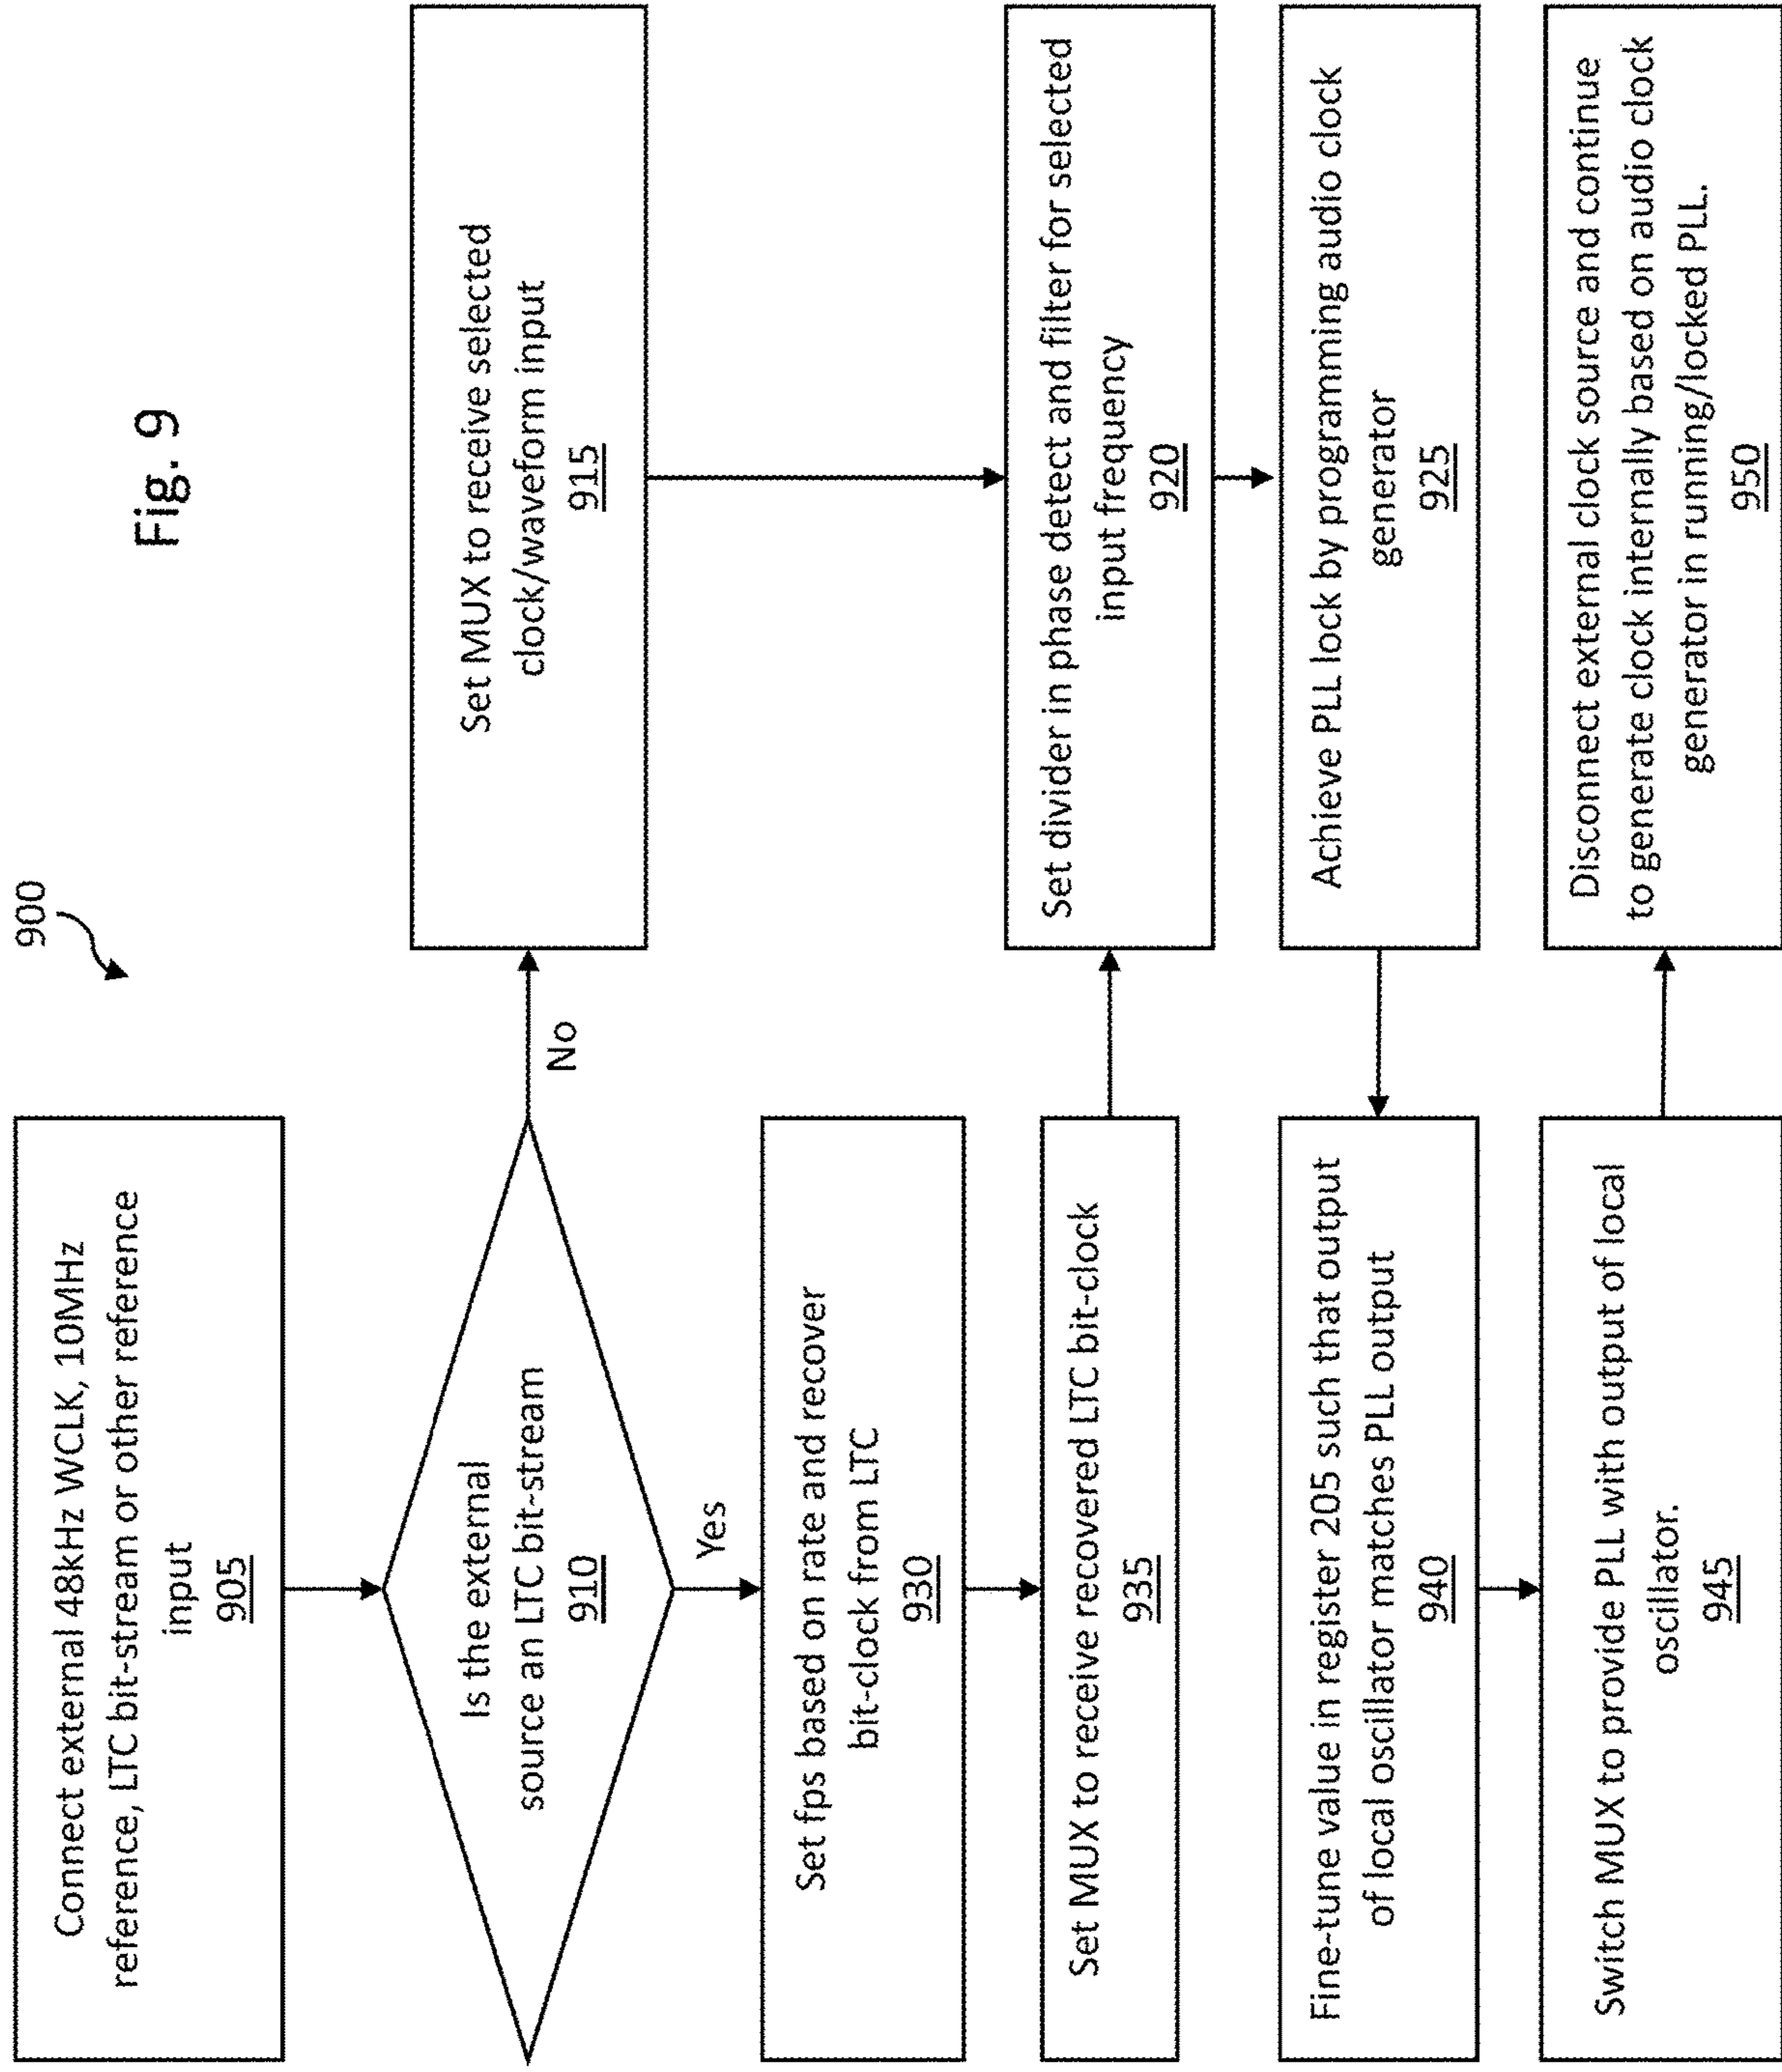 Fig. 9
900
Connect external 48kHz WCLK, 10MHz
reference, LTC bit-stream or other reference
input
905
Is the external
source an LTC bit-stream
910
No
Set MUX to receive selected
clock/waveform input
915
Yes
Set fps based on rate and recover
bit-clock from LTC
930
Set MUX to receive recovered LTC bit-clock
935
Set divider in phase detect and filter for selected
input frequency
920
Achieve PLL lock by programming audio clock
generator
925
Fine-tune value in register 205 such that output
of local oscillator matches PLL output
940
Switch MUX to provide PLL with output of local
oscillator.
945
Disconnect external clock source and continue
to generate clock internally based on audio clock
generator in running/locked PLL.
950